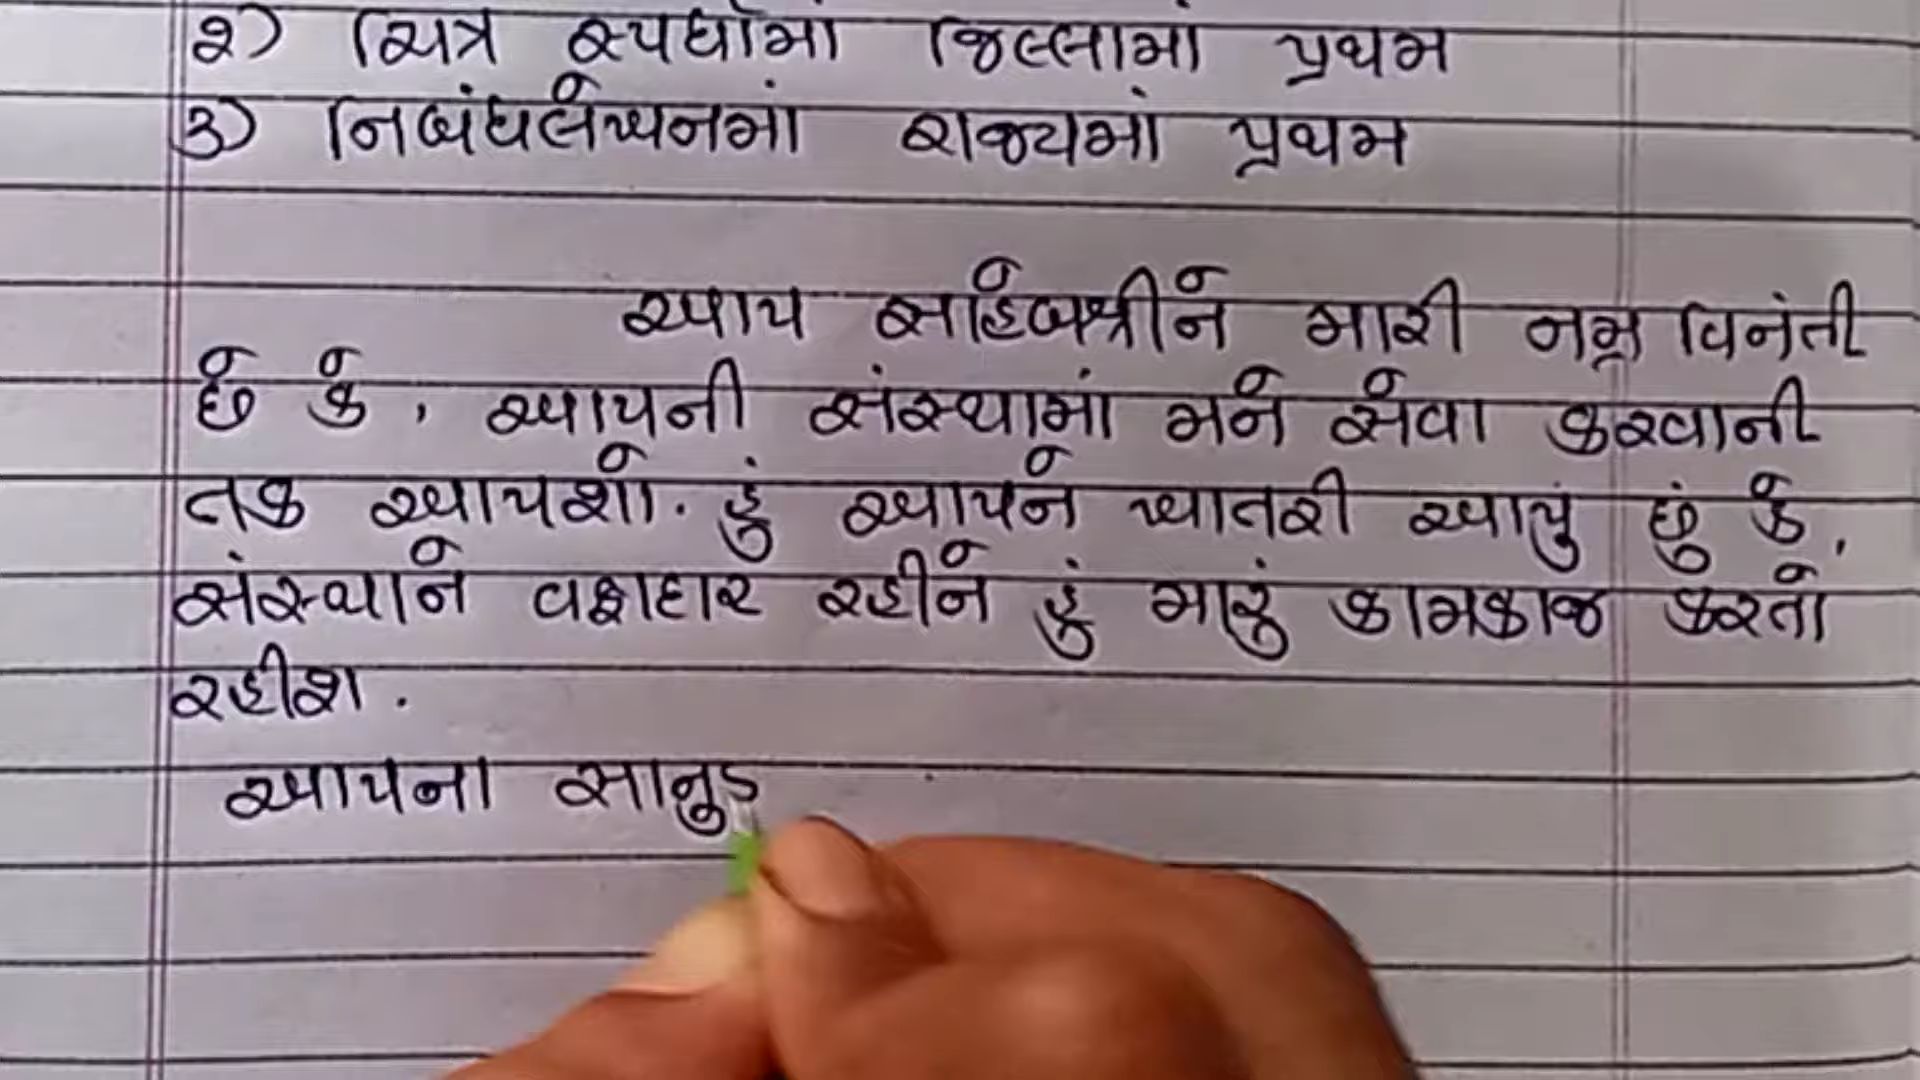 ૨) ચિત્ર સ્પર્ધામાં જિલ્લામાં પ્રથમ
૩) નિબંધલેખનમાં રાજ્યમાં પ્રથમ
આપ સાહેબશ્રીને મારી નમ્ર વિનંતી
છે કે, આપની સંસ્થામાં મને સેવા કરવાની
તક આપશો. હું આપને ખાતરી આપું છું કે,
સંસ્થાને વફાદાર રહીને હું મારું કામકાજ કરતો
રહીશ.
આપના